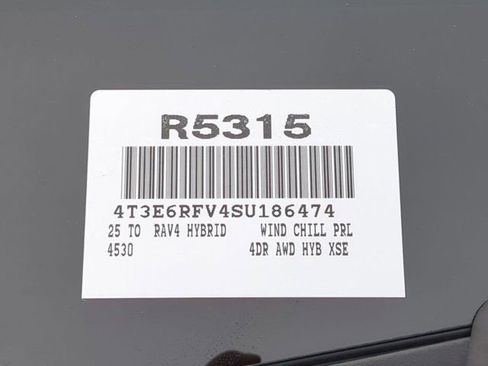 R5315
4T3E6RFV4SU186474
25 TO RAV4 HYBRID WIND CHILL PRL
4530 4DR AWD HYB XSE